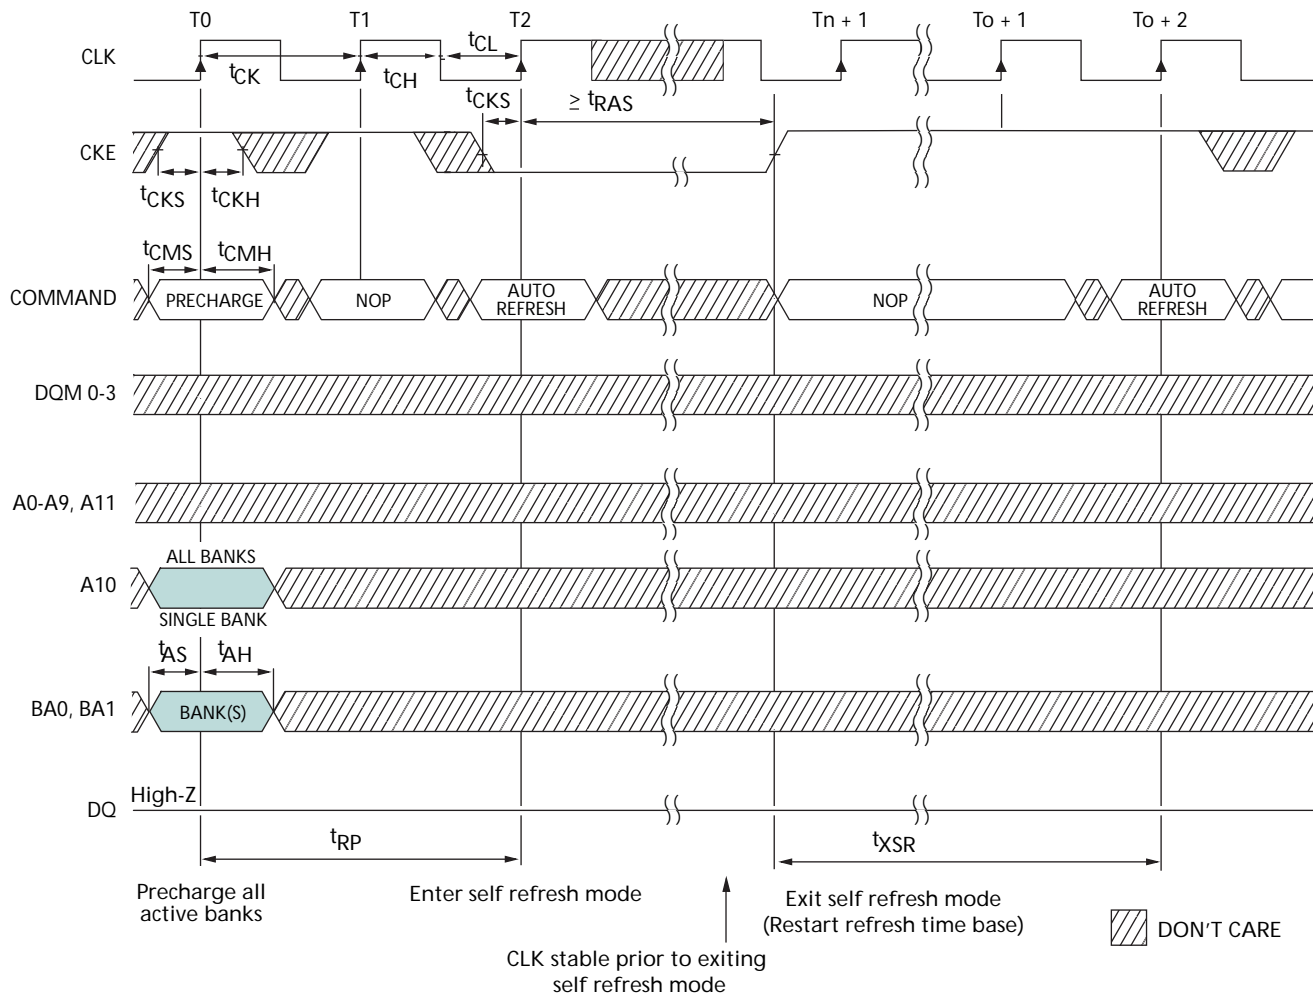 T0 T1 T2 Tn + 1 To + 1 To + 2
CLK
tCK tCH tCL
tCKS ≥ tRAS
CKE
tCKS tCKH
tCMS tCMH
COMMAND PRECHARGE NOP AUTO REFRESH NOP AUTO REFRESH
DQM 0-3
A0-A9, A11
ALL BANKS
A10
SINGLE BANK
tAS tAH
BA0, BA1 BANK(S)
High-Z
DQ
tRP tXSR
Precharge all
active banks
Enter self refresh mode
CLK stable prior to exiting
self refresh mode
Exit self refresh mode
(Restart refresh time base)
DON'T CARE